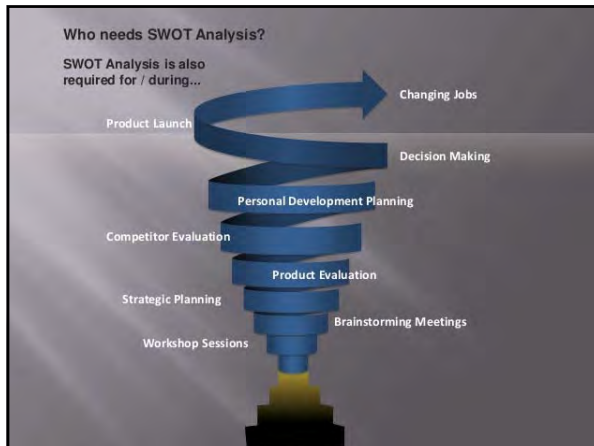 Who needs SWOT Analysis?
SWOT Analysis is also
required for / during...
Changing Jobs
Product Launch
Decision Making
Personal Development Planning
Competitor Evaluation
Product Evaluation
Strategic Planning
Brainstorming Meetings
Workshop Sessions